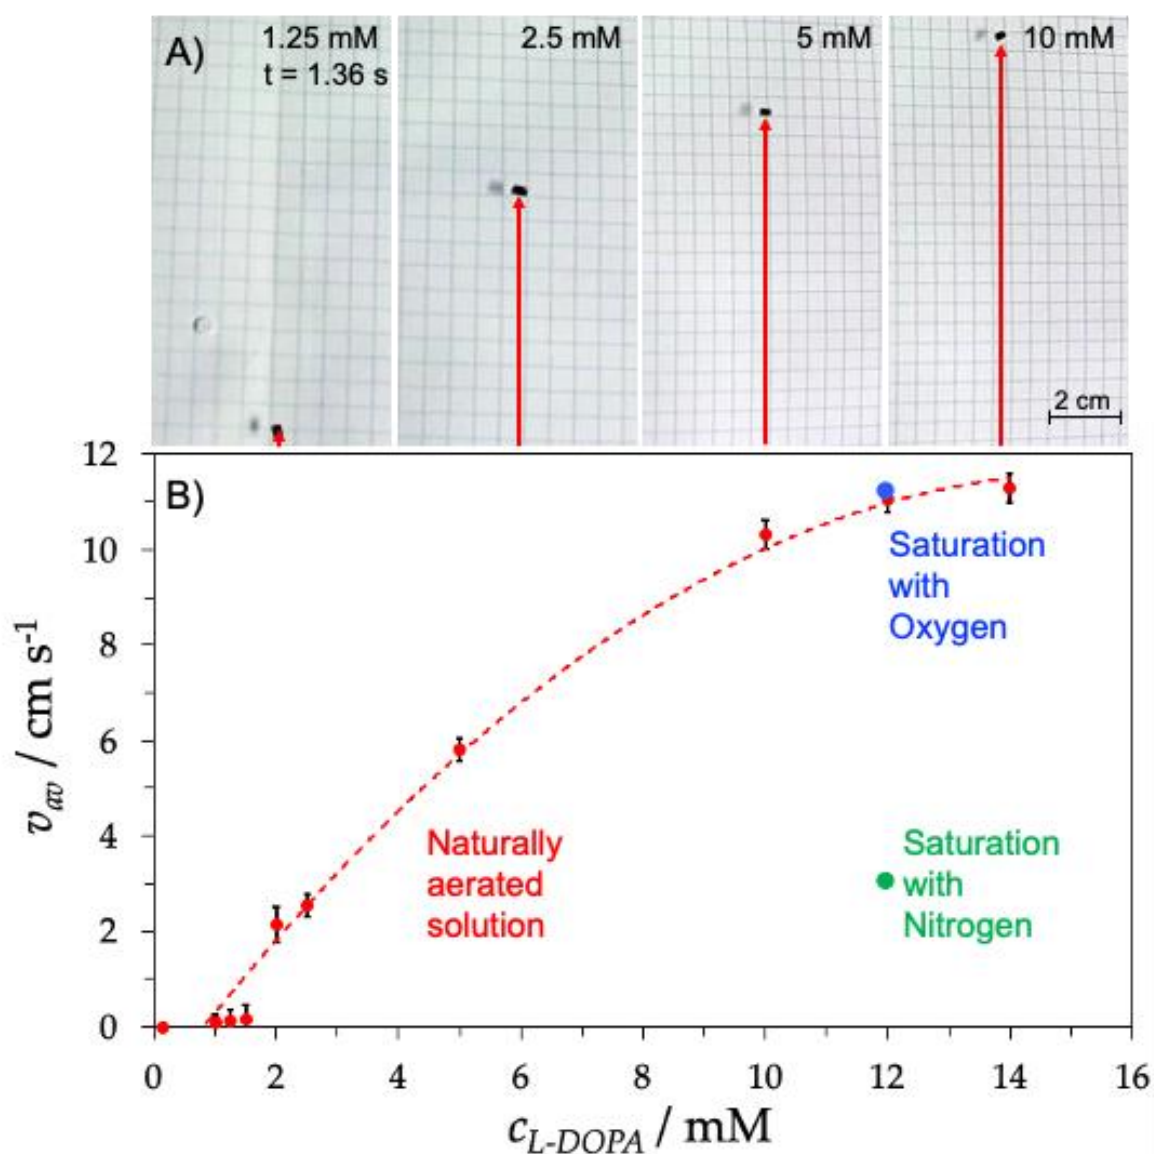 A)
1.25 mM
t = 1.36 s
2.5 mM
5 mM
10 mM
2 cm
B)
12
10
8
6
4
2
0
v_av / cm s⁻¹
Saturation
with
Oxygen
Naturally
aerated
solution
Saturation
with
Nitrogen
0 2 4 6 8 10 12 14 16
c_L-DOPA / mM